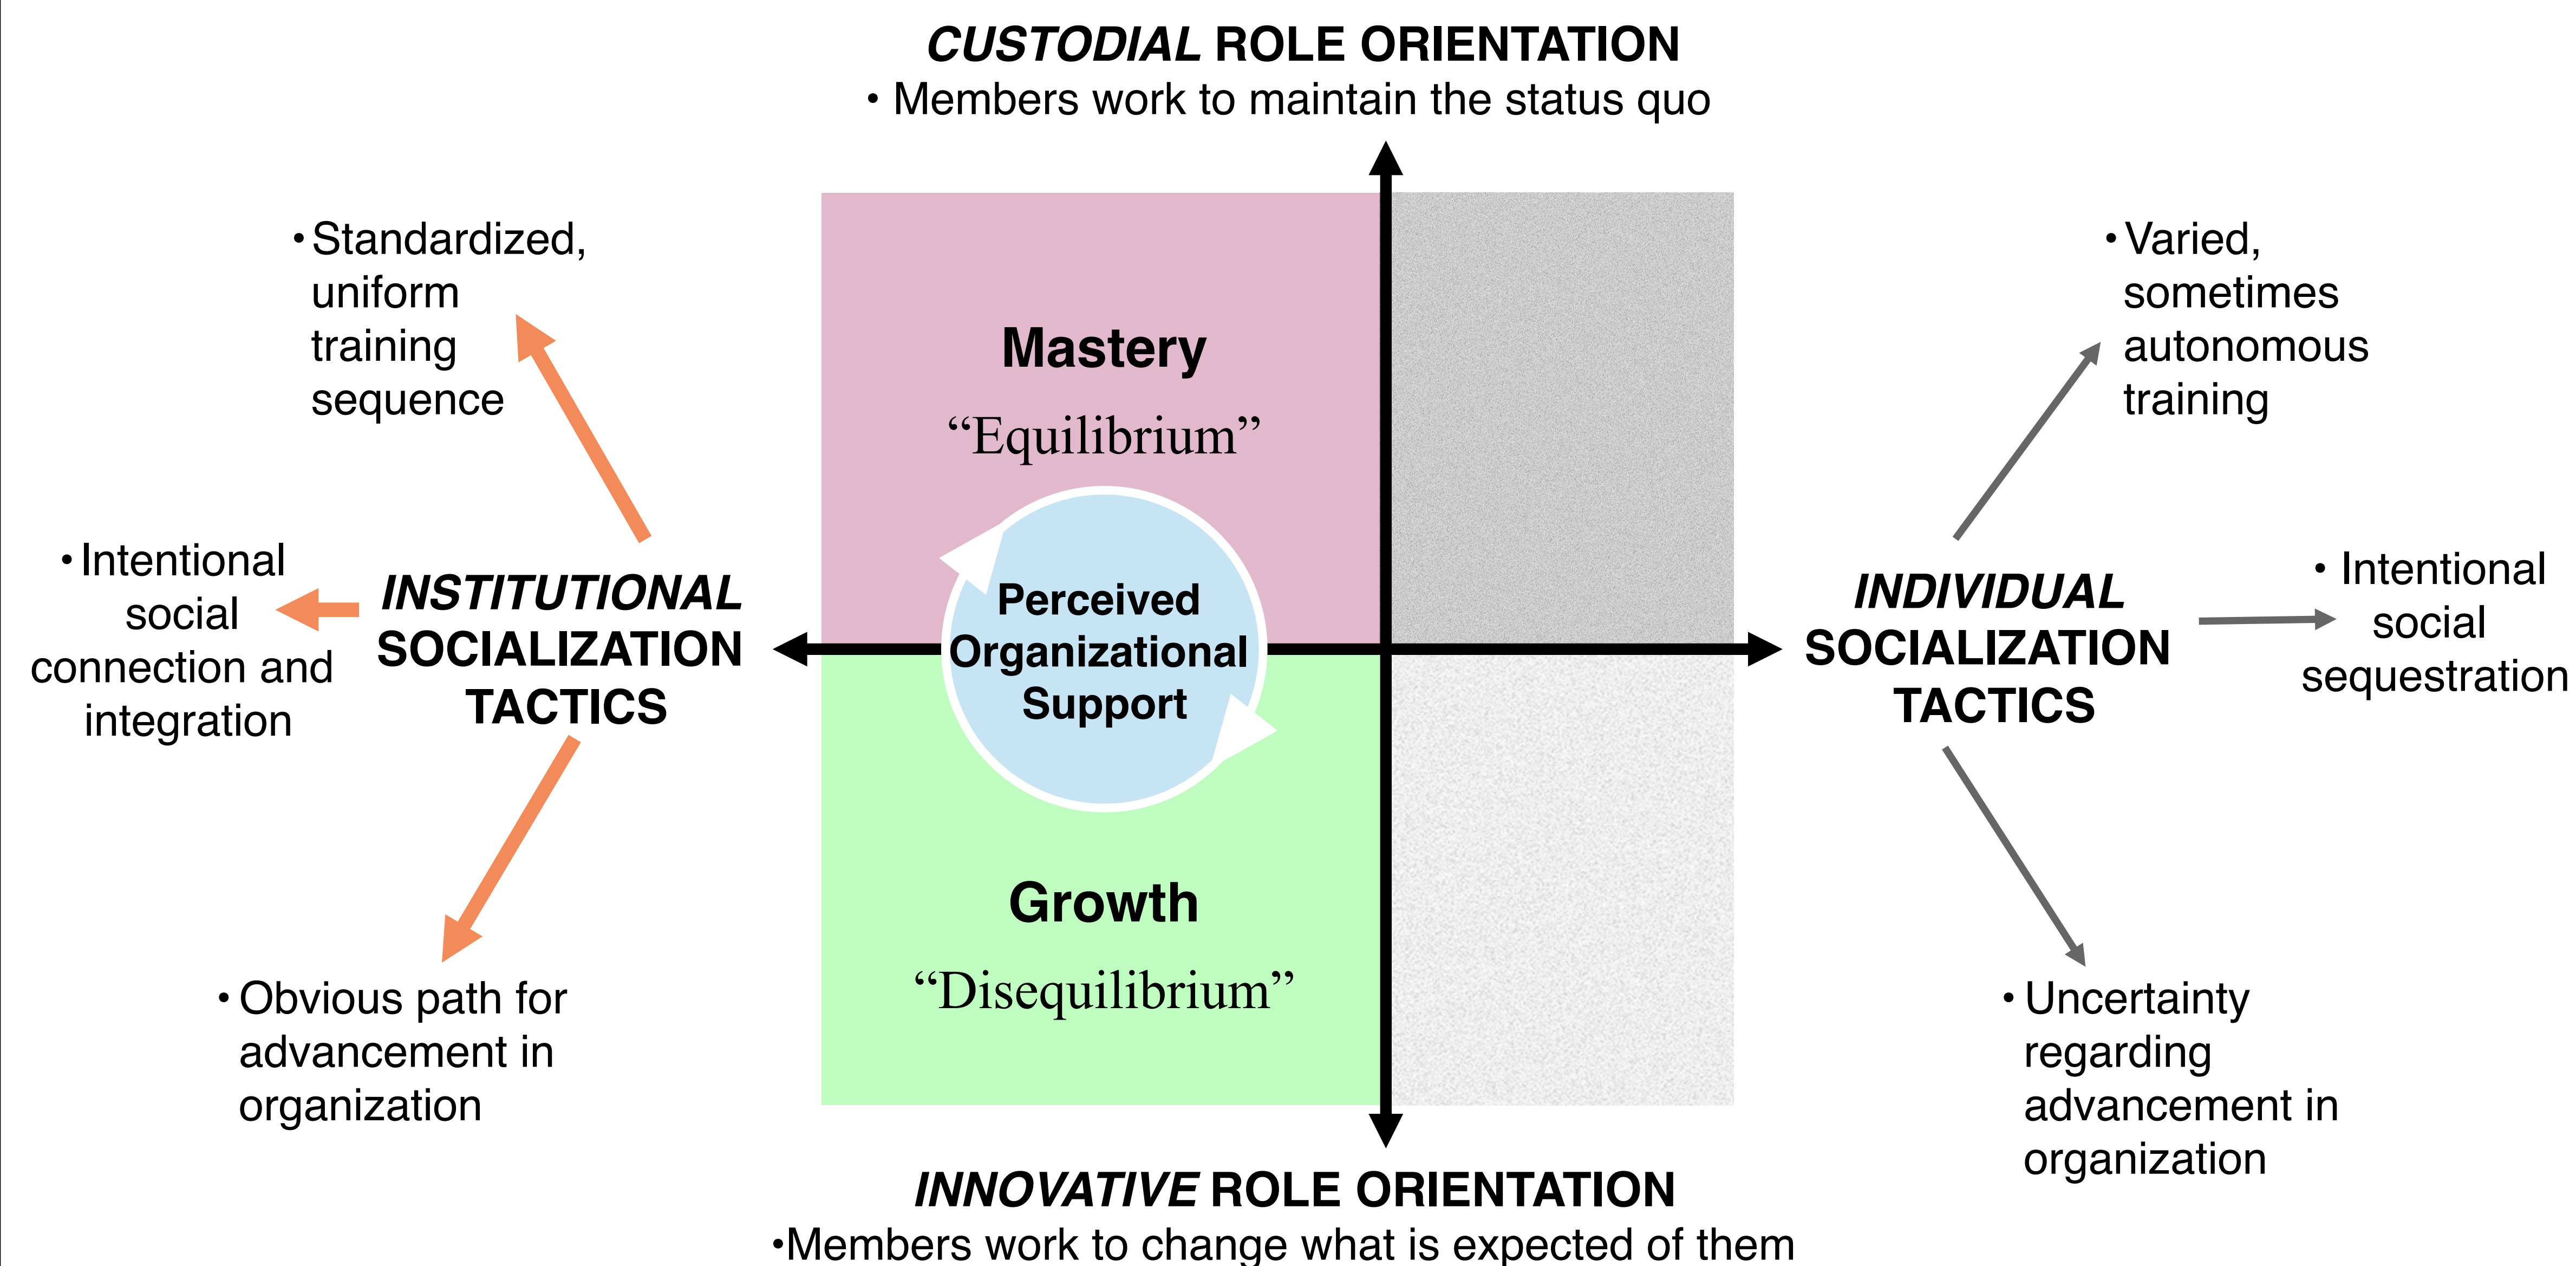 CUSTODIAL ROLE ORIENTATION
• Members work to maintain the status quo
• Standardized,
uniform
training
sequence
• Intentional
social
connection and
integration
INSTITUTIONAL
SOCIALIZATION
TACTICS
• Obvious path for
advancement in
organization
Mastery
“Equilibrium”
Perceived
Organizational
Support
Growth
“Disequilibrium”
INDIVIDUAL
SOCIALIZATION
TACTICS
• Varied,
sometimes
autonomous
training
• Intentional
social
sequestration
• Uncertainty
regarding
advancement in
organization
INNOVATIVE ROLE ORIENTATION
•Members work to change what is expected of them